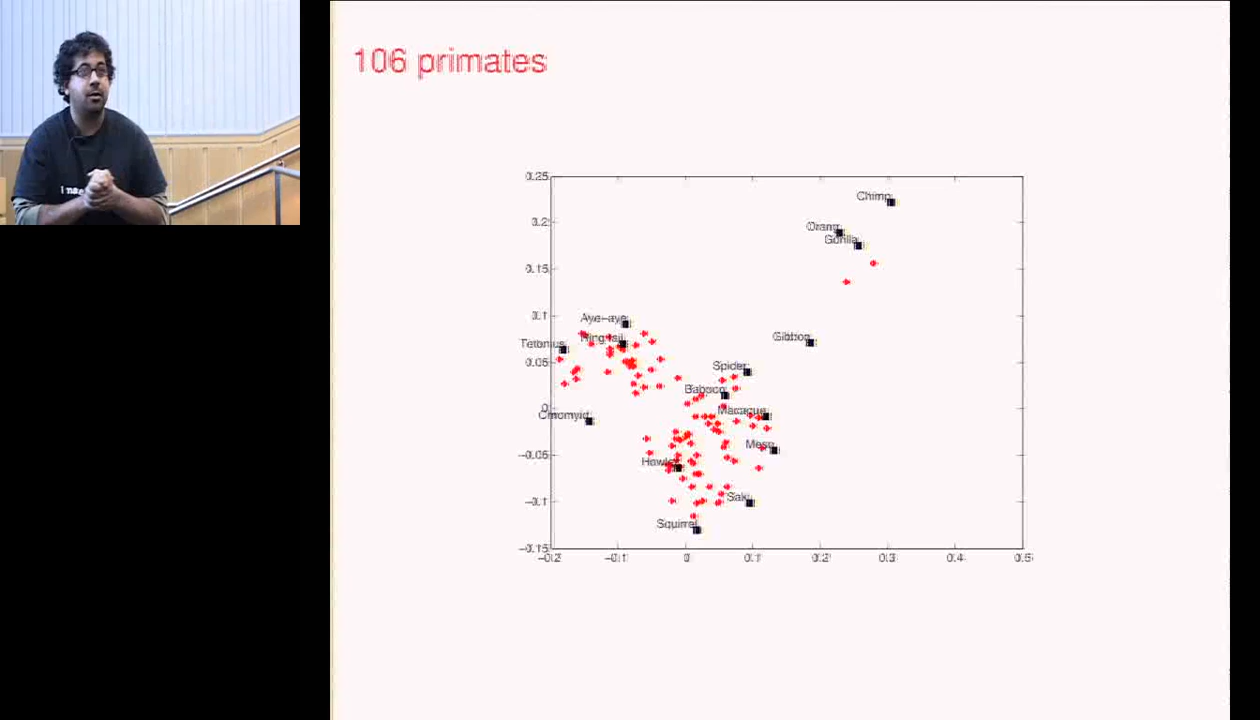 106 primates
0.25
0.2
0.15
0.1
0.05
0
-0.05
-0.1
-0.15
-0.2
-0.1
0
0.1
0.2
0.3
0.4
0.5
Chimp
Orang
Gorilla
Gibbon
Aye-aye
Ringtail
Tetonius
Spider
Baboon
Macacue
Omomyid
Howler
Saki
Squirrel